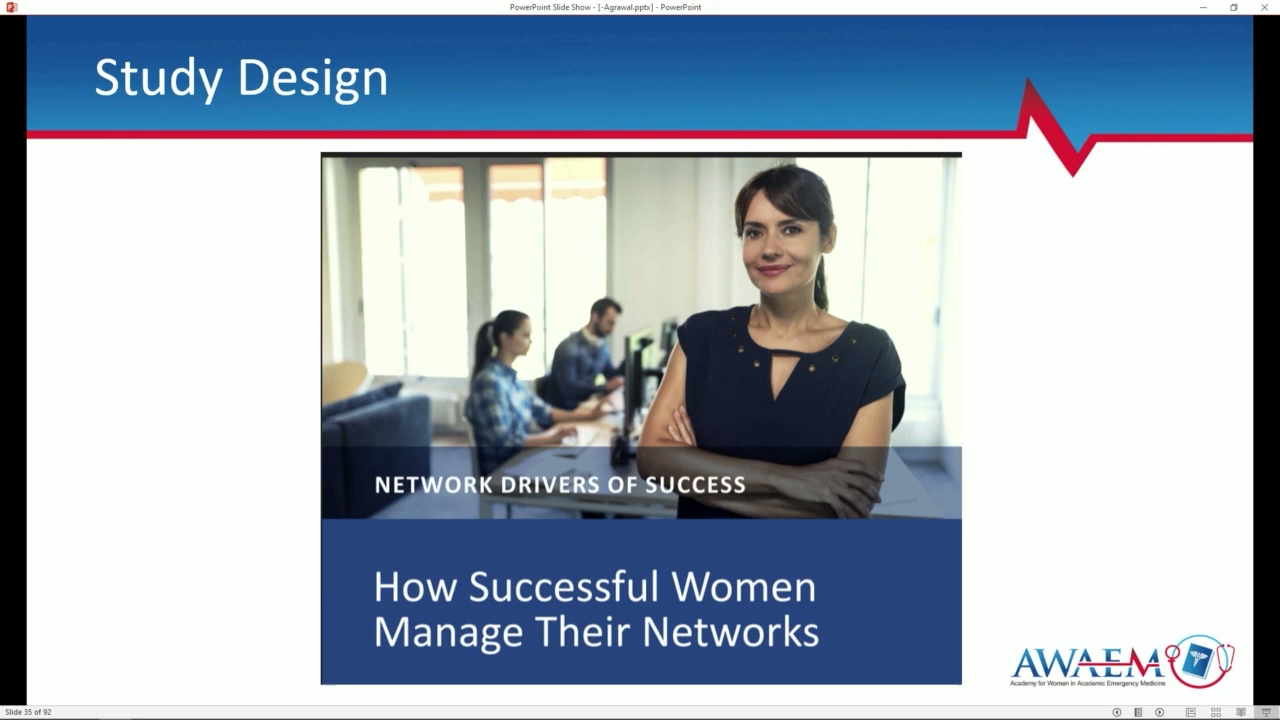 PowerPoint Slide Show - [-Agrawal.pptx] - PowerPoint
Study Design
NETWORK DRIVERS OF SUCCESS
How Successful Women
Manage Their Networks
AWAEM
Academy for Women in Academic Emergency Medicine
Slide 35 of 92